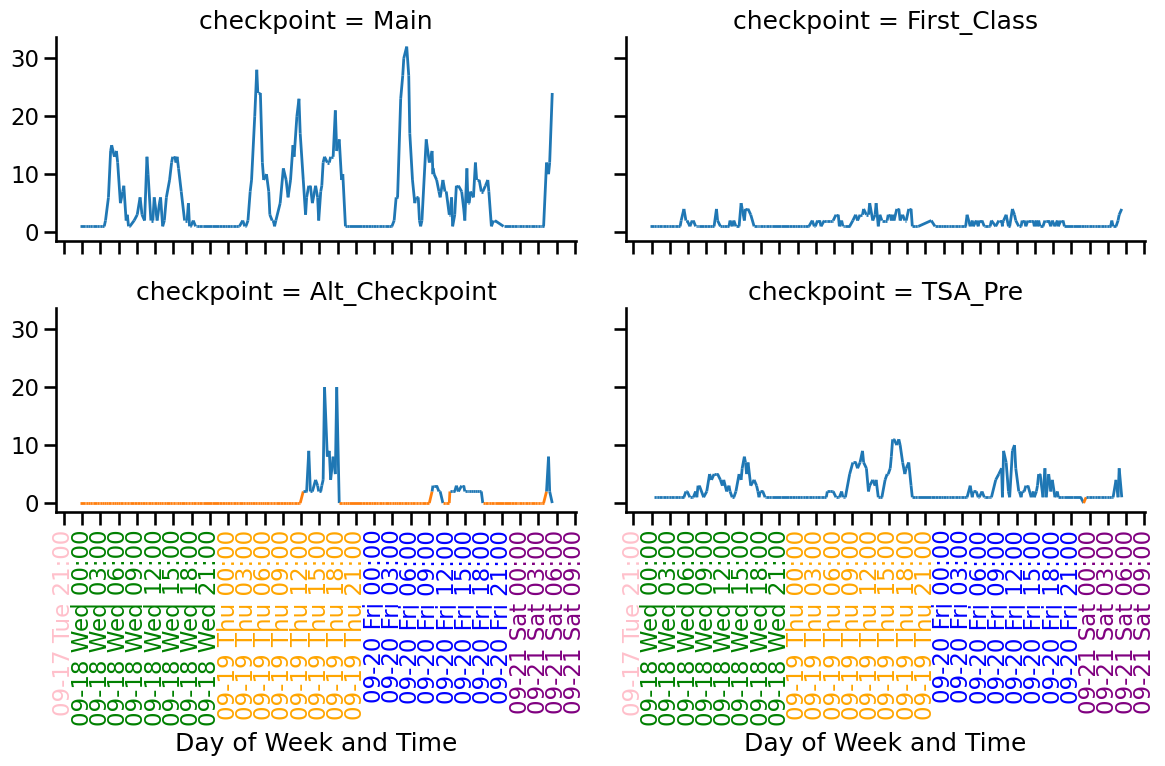 checkpoint = Main
30
20
10
0
checkpoint = First_Class
checkpoint = Alt_Checkpoint
30
20
10
0
09-17 Tue 21:00
09-18 Wed 00:00
09-18 Wed 03:00
09-18 Wed 06:00
09-18 Wed 09:00
09-18 Wed 12:00
09-18 Wed 15:00
09-18 Wed 18:00
09-18 Wed 21:00
09-19 Thu 00:00
09-19 Thu 03:00
09-19 Thu 06:00
09-19 Thu 09:00
09-19 Thu 12:00
09-19 Thu 15:00
09-19 Thu 18:00
09-19 Thu 21:00
09-20 Fri 00:00
09-20 Fri 03:00
09-20 Fri 06:00
09-20 Fri 09:00
09-20 Fri 12:00
09-20 Fri 15:00
09-20 Fri 18:00
09-20 Fri 21:00
09-21 Sat 00:00
09-21 Sat 03:00
09-21 Sat 06:00
09-21 Sat 09:00
Day of Week and Time
checkpoint = TSA_Pre
09-17 Tue 21:00
09-18 Wed 00:00
09-18 Wed 03:00
09-18 Wed 06:00
09-18 Wed 09:00
09-18 Wed 12:00
09-18 Wed 15:00
09-18 Wed 18:00
09-18 Wed 21:00
09-19 Thu 00:00
09-19 Thu 03:00
09-19 Thu 06:00
09-19 Thu 09:00
09-19 Thu 12:00
09-19 Thu 15:00
09-19 Thu 18:00
09-19 Thu 21:00
09-20 Fri 00:00
09-20 Fri 03:00
09-20 Fri 06:00
09-20 Fri 09:00
09-20 Fri 12:00
09-20 Fri 15:00
09-20 Fri 18:00
09-20 Fri 21:00
09-21 Sat 00:00
09-21 Sat 03:00
09-21 Sat 06:00
09-21 Sat 09:00
Day of Week and Time